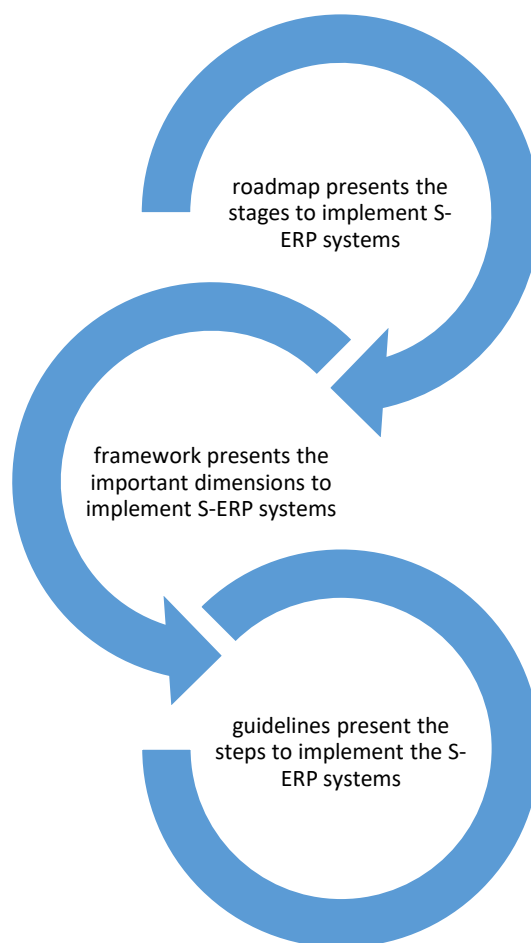 roadmap presents the
stages to implement S-
ERP systems
framework presents the
important dimensions to
implement S-ERP systems
guidelines present the
steps to implement the S-
ERP systems